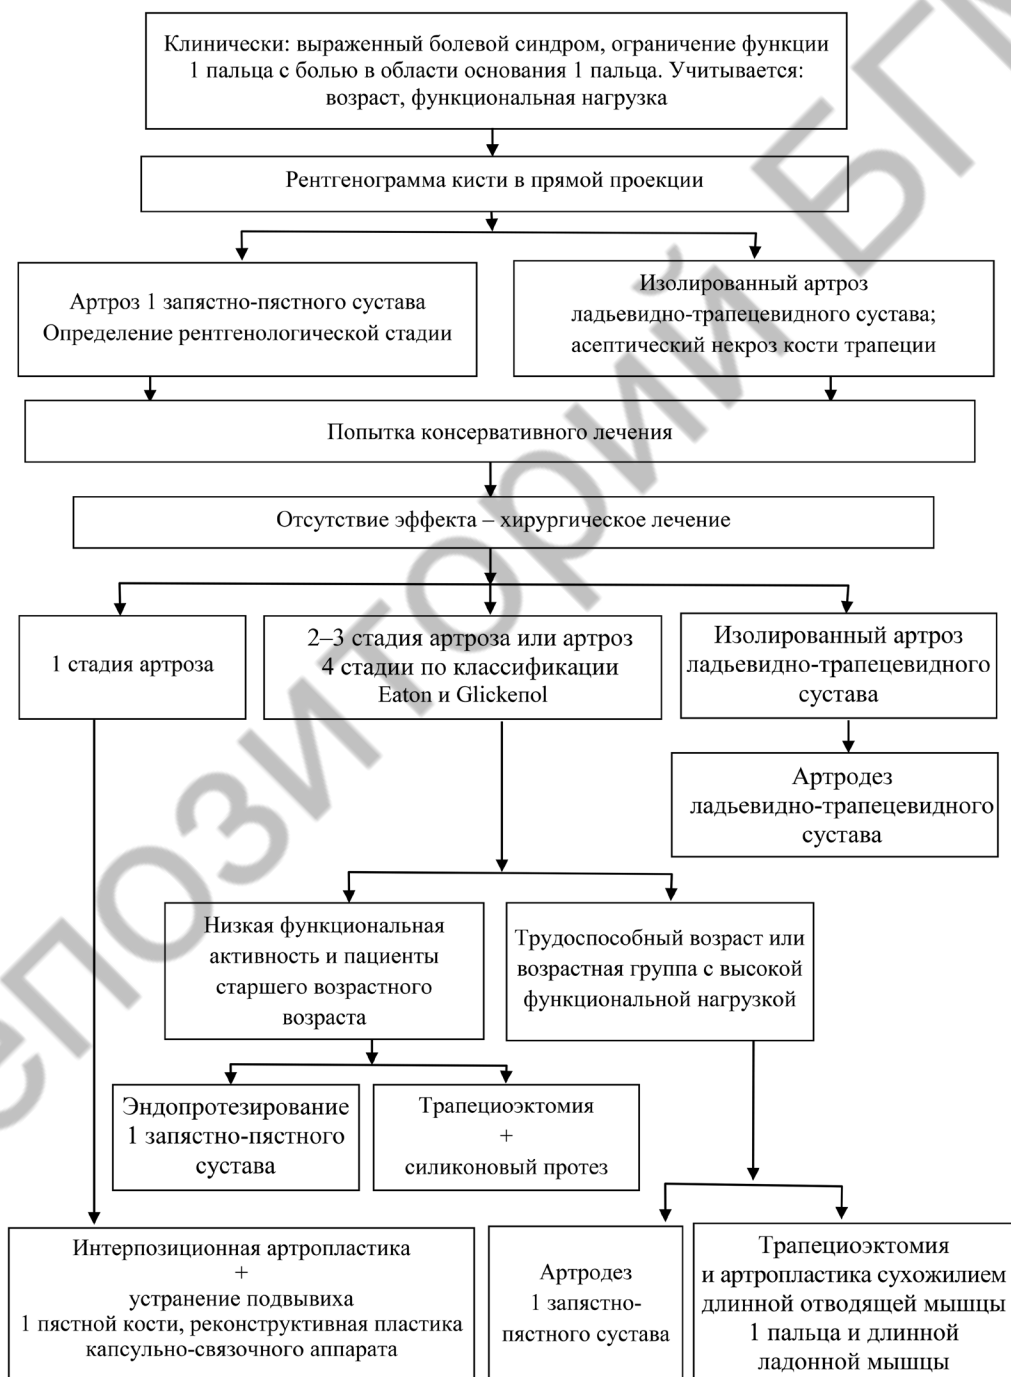 Клинически: выраженный болевой синдром, ограничение функции
1 пальца с болью в области основания 1 пальца. Учитывается:
возраст, функциональная нагрузка
Рентгенограмма кисти в прямой проекции
Артроз 1 запястно-пястного сустава
Определение рентгенологической стадии
Изолированный артроз
ладьевидно-трапецевидного сустава;
асептический некроз кости трапеции
Попытка консервативного лечения
Отсутствие эффекта – хирургическое лечение
1 стадия артроза
2–3 стадия артроза или артроз
4 стадии по классификации
Eaton и Glickenol
Изолированный артроз
ладьевидно-трапецевидного
сустава
Артродез
ладьевидно-трапецевидного
сустава
Низкая функциональная
активность и пациенты
старшего возрастного
возраста
Трудоспособный возраст или
возрастная группа с высокой
функциональной нагрузкой
Эндопротезирование
1 запястно-пястного
сустава
Трапециоэктомия
+
силиконовый протез
Интерпозиционная артропластика
+
устранение подвывиха
1 пястной кости, реконструктивная пластика
капсульно-связочного аппарата
Артродез
1 запястно-
пястного сустава
Трапециоэктомия
и артропластика сухожилием
длинной отводящей мышцы
1 пальца и длинной
ладонной мышцы
епозиторий БГМ